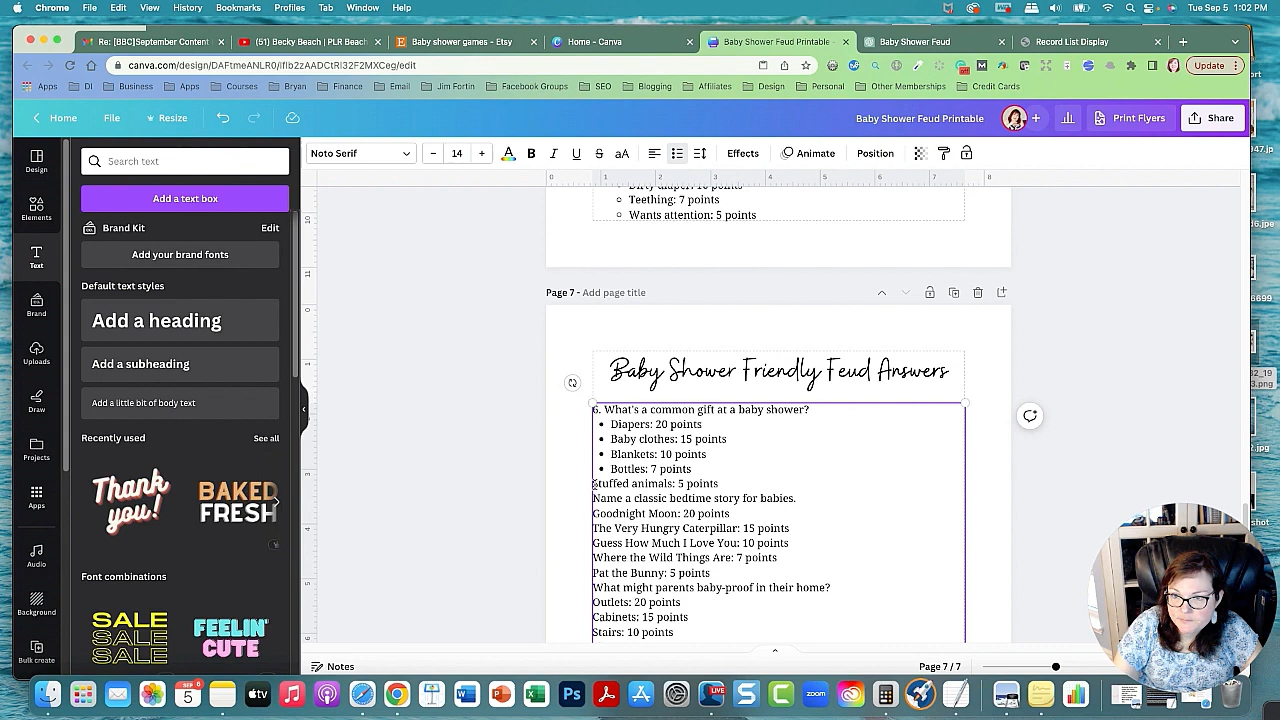 Chrome File Edit View History Bookmarks Profiles Tab Window Help
Tue Sep 5 1:02 PM
Re: [BBC]September Content
(51) Becky Beach | PLR Beach
Baby shower games - Etsy
Home - Canva
Baby Shower Feud Printable -
Baby Shower Feud
Record List Display
canva.com/design/DAFtmeANLR0/Ifib2zAADCtRl32F2MXCeg/edit
Update
Apps DI Business Apps Courses Bryan Finance Email Jim Fortin Facebook Groups SEO Blogging Affiliates Design Personal Other Memberships Credit Cards
Home File Resize
Baby Shower Feud Printable
Print Flyers
Share
Design
Elements
Text
Brand
Uploads
Draw
Projects
Apps
Audio
Background
Bulk create
Search text
Add a text box
Brand Kit Edit
Add your brand fonts
Default text styles
Add a heading
Add a subheading
Add a little bit of body text
Recently used See all
Thank you!
BAKED FRESH
Font combinations
SALE
SALE
SALE
FEELIN' CUTE
Noto Serif - 14 + A B U S aA Effects Animate Position
1 2 3 4 5 6 7 8
Teething: 7 points
Wants attention: 5 points
Page 7 - Add page title
Baby Shower Friendly Feud Answers
6. What's a common gift at a baby shower?
• Diapers: 20 points
• Baby clothes: 15 points
• Blankets: 10 points
• Bottles: 7 points
Stuffed animals: 5 points
Name a classic bedtime story for babies.
Goodnight Moon: 20 points
The Very Hungry Caterpillar: 15 points
Guess How Much I Love You: 10 points
Where the Wild Things Are: 7 points
Pat the Bunny: 5 points
What might parents baby-proof in their home?
Outlets: 20 points
Cabinets: 15 points
Stairs: 10 points
Notes
Page 7 / 7